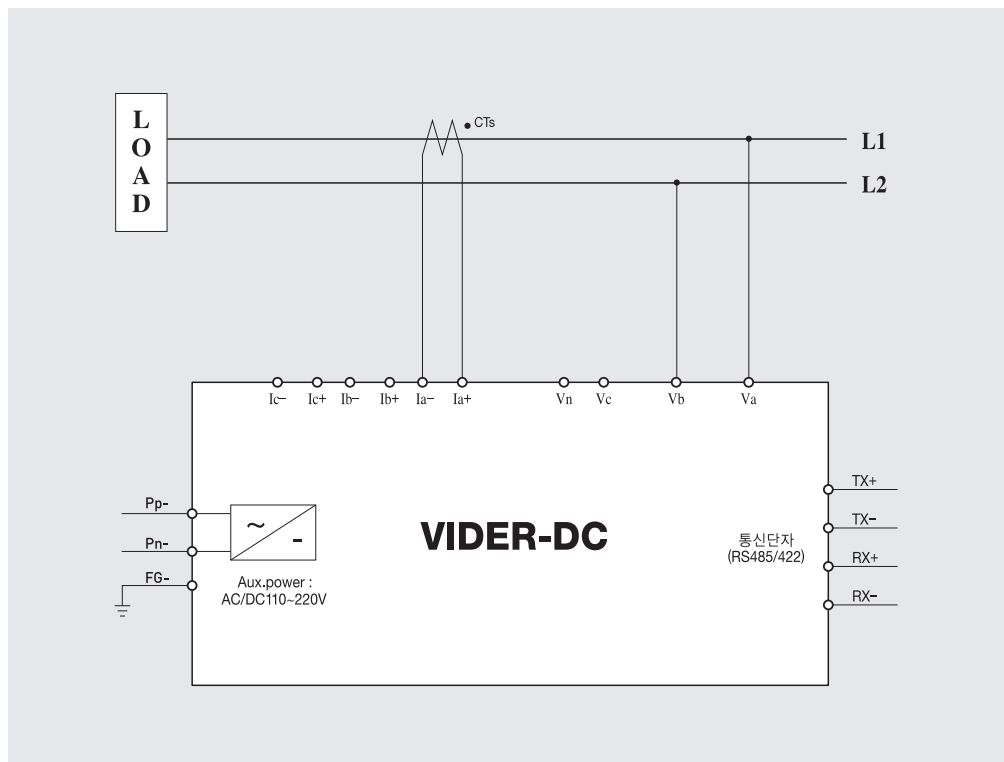 LOAD
CTs
L1
L2
Ic− Ic+ Ib− Ib+ Ia− Ia+ Vn Vc Vb Va
Pp-
Pn-
FG-
~
-
Aux.power :
AC/DC110~220V
VIDER-DC
통신단자
(RS485/422)
TX+
TX−
RX+
RX−